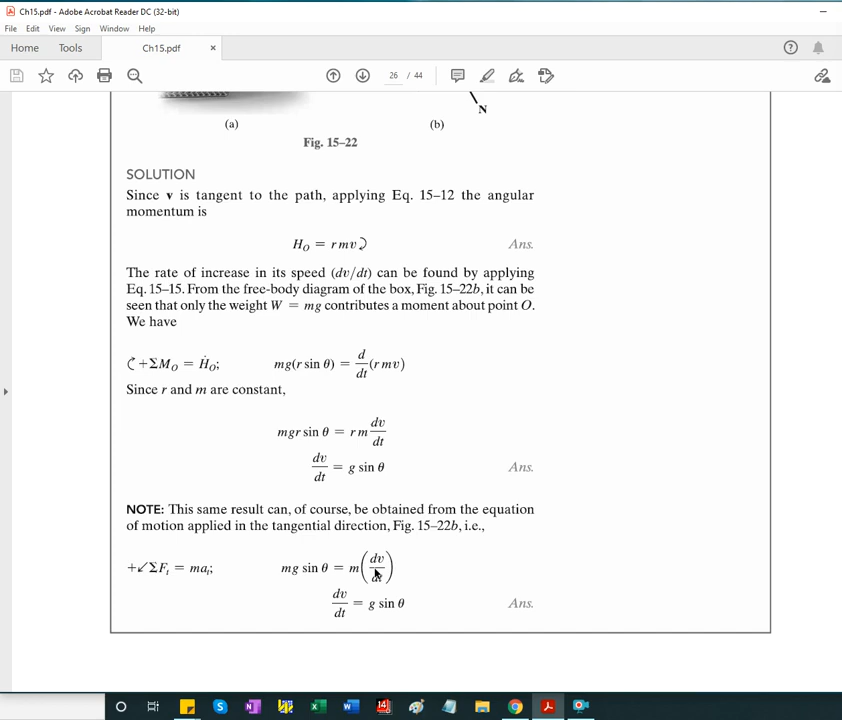 Ch15.pdf - Adobe Acrobat Reader DC (32-bit)
File Edit View Sign Window Help
Home Tools Ch15.pdf ×
26 / 44
N
(a) (b)
Fig. 15–22
SOLUTION
Since v is tangent to the path, applying Eq. 15–12 the angular
momentum is
H_O = rmv⤸ Ans.
The rate of increase in its speed (dv/dt) can be found by applying
Eq. 15–15. From the free-body diagram of the box, Fig. 15–22b, it can be
seen that only the weight W = mg contributes a moment about point O.
We have
↻+ΣM_O = Ḣ_O; mg(r sin θ) = d/dt (rmv)
Since r and m are constant,
mgr sin θ = rm dv/dt
dv/dt = g sin θ Ans.
NOTE: This same result can, of course, be obtained from the equation
of motion applied in the tangential direction, Fig. 15–22b, i.e.,
+↙ΣF_t = ma_t; mg sin θ = m(dv/dt)
dv/dt = g sin θ Ans.